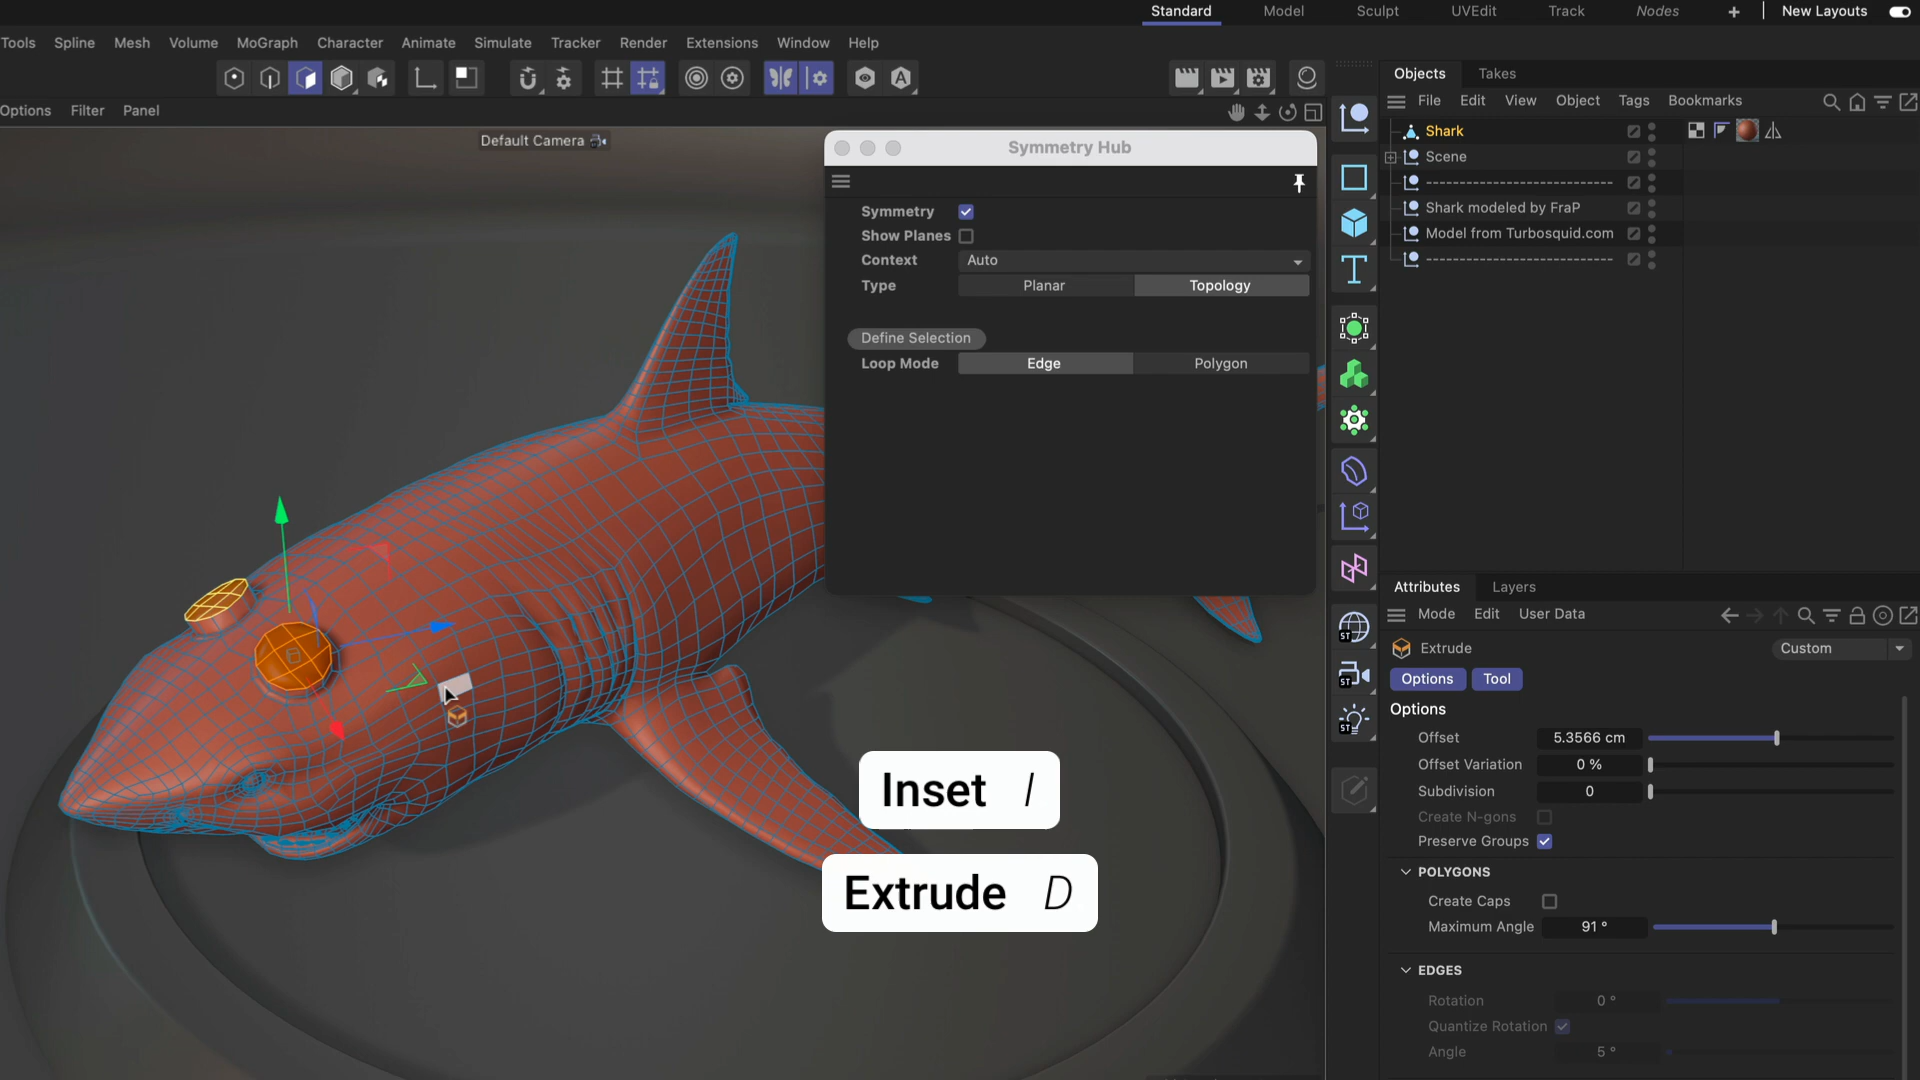 Standard Model Sculpt UVEdit Track Nodes + New Layouts
Tools Spline Mesh Volume MoGraph Character Animate Simulate Tracker Render Extensions Window Help
Options Filter Panel
Default Camera
Symmetry Hub
Symmetry
Show Planes
Context Auto
Type Planar Topology
Define Selection
Loop Mode Edge Polygon
Inset I
Extrude D
Objects Takes
File Edit View Object Tags Bookmarks
Shark
Scene
------------------------------
Shark modeled by FraP
Model from Turbosquid.com
------------------------------
ST
ST
ST
Attributes Layers
Mode Edit User Data
Extrude Custom
Options Tool
Options
Offset 5.3566 cm
Offset Variation 0 %
Subdivision 0
Create N-gons
Preserve Groups
POLYGONS
Create Caps
Maximum Angle 91 °
EDGES
Rotation 0 °
Quantize Rotation
Angle 5 °